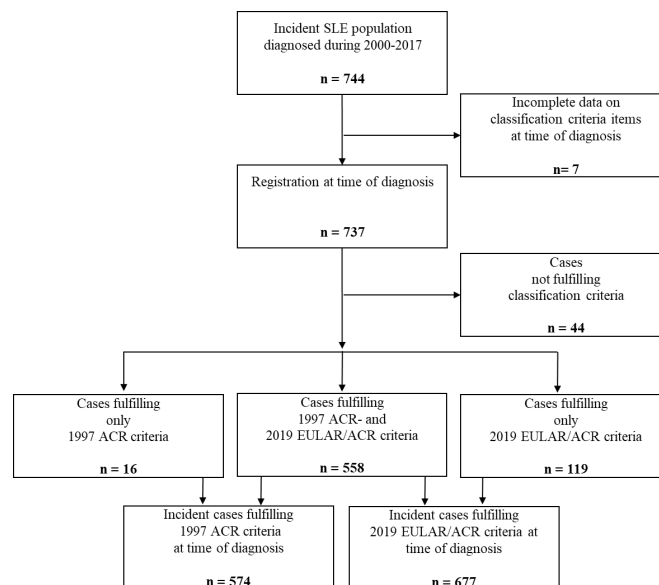 Incident SLE population
diagnosed during 2000-2017
n = 744
Incomplete data on
classification criteria items
at time of diagnosis
n= 7
Registration at time of diagnosis
n = 737
Cases
not fulfilling
classification criteria
n = 44
Cases fulfilling
only
1997 ACR criteria
n = 16
Cases fulfilling
1997 ACR- and
2019 EULAR/ACR criteria
n = 558
Cases fulfilling
only
2019 EULAR/ACR criteria
n = 119
Incident cases fulfilling
1997 ACR criteria
at time of diagnosis
n = 574
Incident cases fulfilling
2019 EULAR/ACR criteria at
time of diagnosis
n = 677